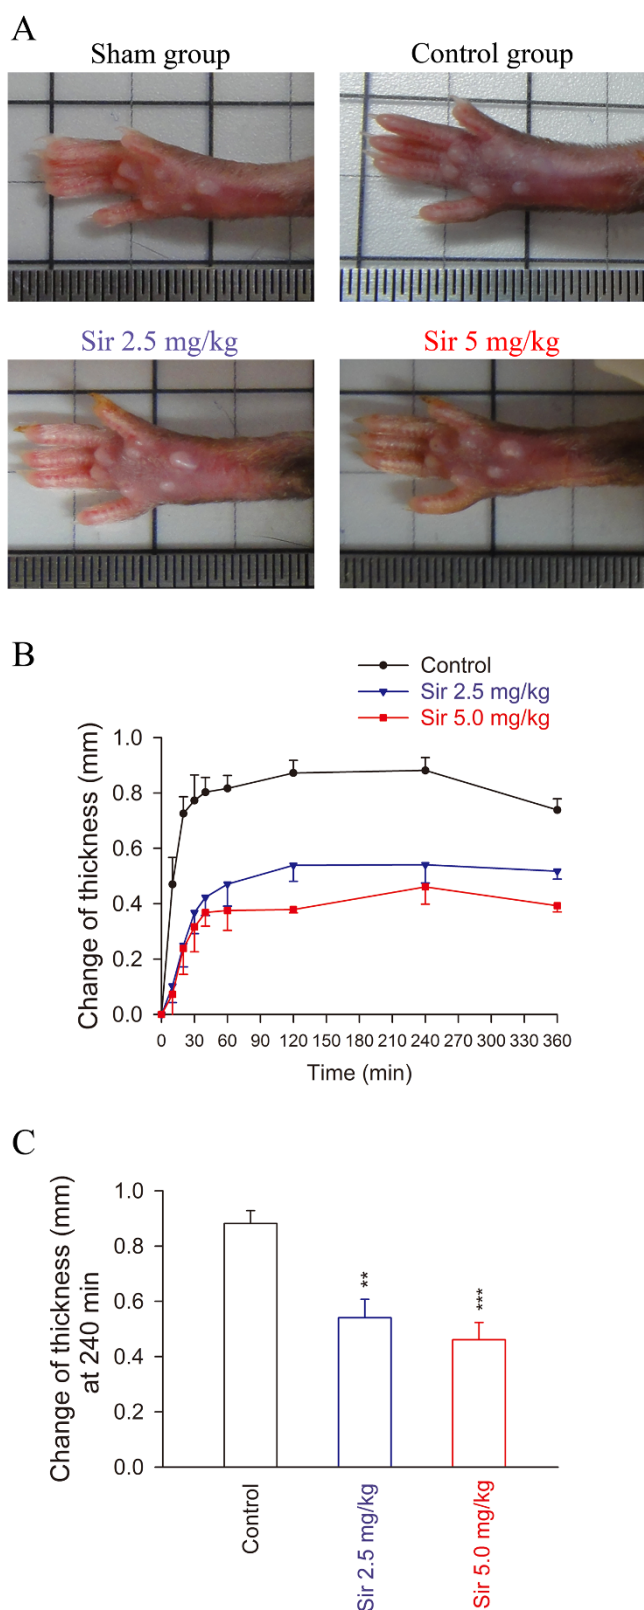 A
Sham group
Control group
Sir 2.5 mg/kg
Sir 5 mg/kg
B
Control
Sir 2.5 mg/kg
Sir 5.0 mg/kg
Change of thickness (mm)
1.0
0.8
0.6
0.4
0.2
0.0
0 30 60 90 120 150 180 210 240 270 300 330 360
Time (min)
C
Change of thickness (mm)
at 240 min
1.0
0.8
0.6
0.4
0.2
0.0
**
***
Control
Sir 2.5 mg/kg
Sir 5.0 mg/kg